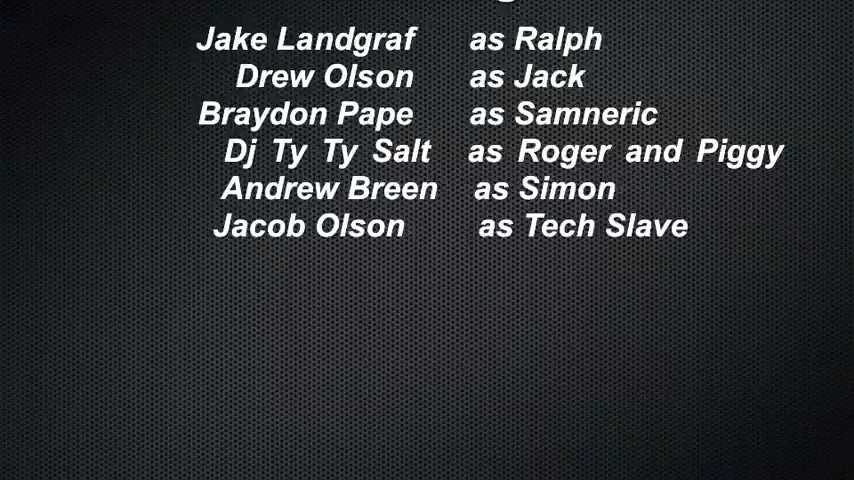 Jake Landgraf as Ralph
Drew Olson as Jack
Braydon Pape as Samneric
Dj Ty Ty Salt as Roger and Piggy
Andrew Breen as Simon
Jacob Olson as Tech Slave